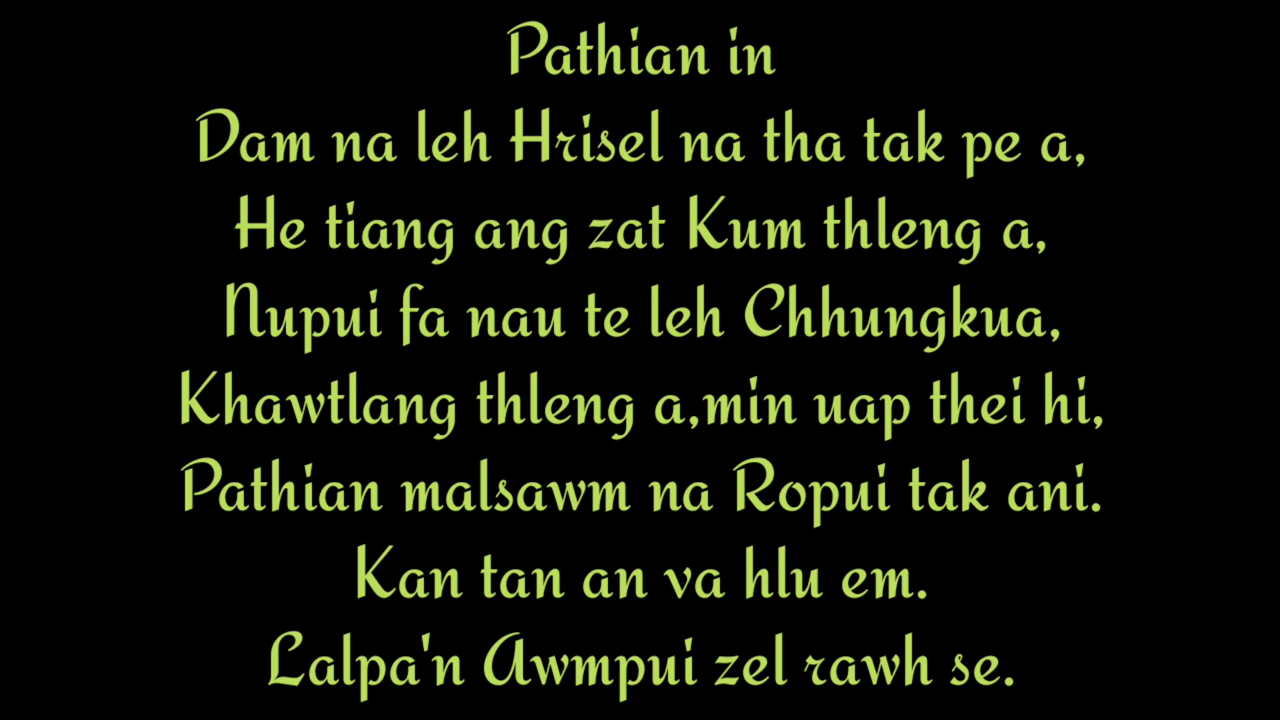 Pathian in
Dam na leh Hrisel na tha tak pe a,
He tiang ang zat Kum thleng a,
Nupui fa nau te leh Chhungkua,
Khawtlang thleng a,min uap thei hi,
Pathian malsawm na Ropui tak ani.
Kan tan an va hlu em.
Lalpa'n Awmpui zel rawh se.